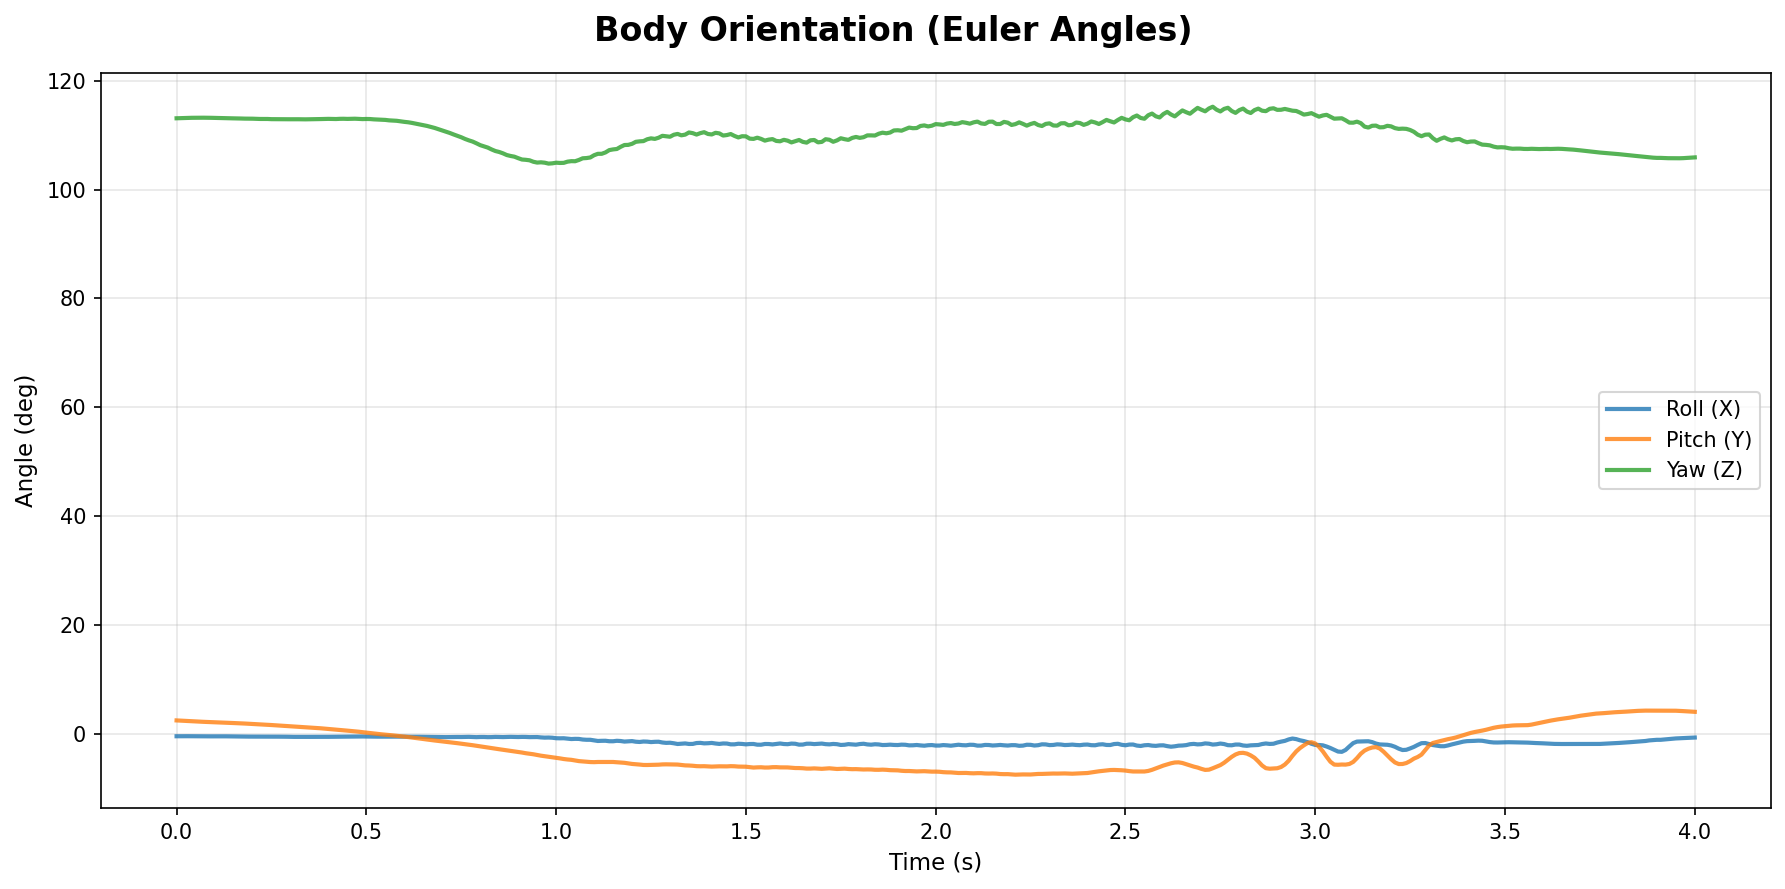 Body Orientation (Euler Angles)
120
100
80
60
40
20
0
Angle (deg)
Roll (X)
Pitch (Y)
Yaw (Z)
0.0 0.5 1.0 1.5 2.0 2.5 3.0 3.5 4.0
Time (s)